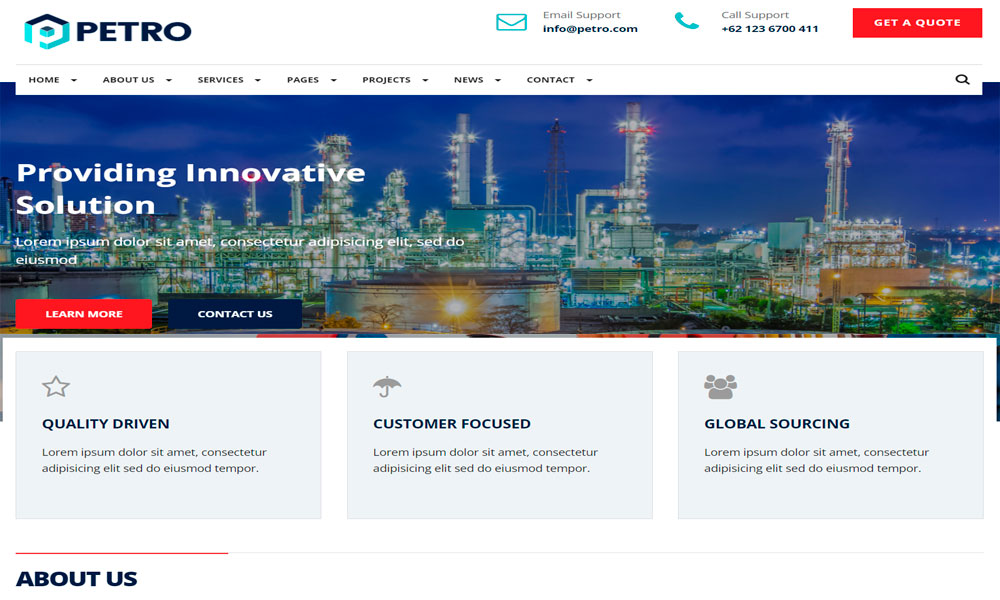 PETRO
Email Support
info@petro.com
Call Support
+62 123 6700 411
GET A QUOTE
HOME
ABOUT US
SERVICES
PAGES
PROJECTS
NEWS
CONTACT
Providing Innovative
Solution
Lorem ipsum dolor sit amet, consectetur adipisicing elit, sed do
eiusmod
LEARN MORE
CONTACT US
QUALITY DRIVEN
Lorem ipsum dolor sit amet, consectetur
adipisicing elit sed do eiusmod tempor.
CUSTOMER FOCUSED
Lorem ipsum dolor sit amet, consectetur
adipisicing elit sed do eiusmod tempor.
GLOBAL SOURCING
Lorem ipsum dolor sit amet, consectetur
adipisicing elit sed do eiusmod tempor.
ABOUT US